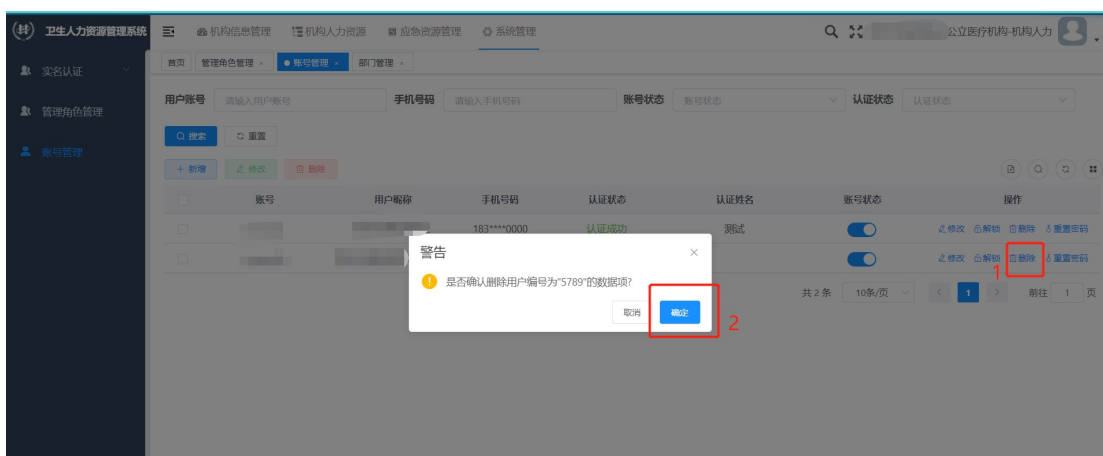 卫生人力资源管理系统 机构信息管理 机构人力资源 应急资源管理 系统管理 公立医疗机构-机构人力
首页 管理角色管理 × ● 账号管理 × 部门管理 ×
实名认证
管理角色管理
账号管理
用户账号 请输入用户账号 手机号码 请输入手机号码 账号状态 账号状态 认证状态 认证状态
搜索 重置
+ 新增 修改 删除
账号 用户昵称 手机号码 认证状态 认证姓名 账号状态 操作
183****0000 认证成功 测试 修改 解锁 删除 重置密码
修改 解锁 删除 重置密码
1
警告 ×
是否确认删除用户编号为"5789"的数据项?
取消 确定
2
共 2 条 10条/页 < 1 > 前往 1 页